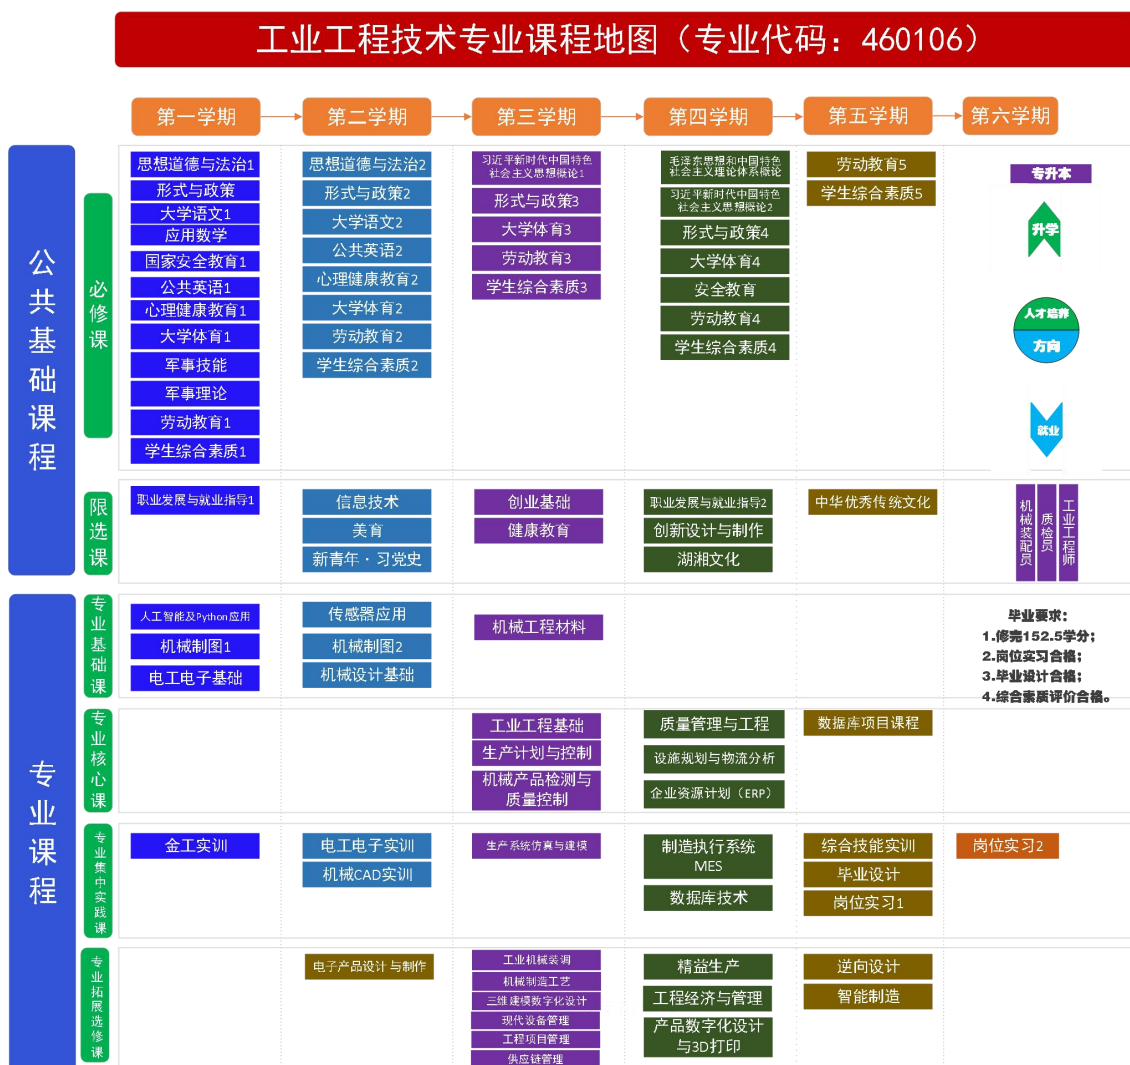 工业工程技术专业课程地图（专业代码：460106）
第一学期
第二学期
第三学期
第四学期
第五学期
第六学期
公共基础课程
必修课
思想道德与法治1
形式与政策
大学语文1
应用数学
国家安全教育1
公共英语1
心理健康教育1
大学体育1
军事技能
军事理论
劳动教育1
学生综合素质1
思想道德与法治2
形式与政策2
大学语文2
公共英语2
心理健康教育2
大学体育2
劳动教育2
学生综合素质2
习近平新时代中国特色
社会主义思想概论1
形式与政策3
大学体育3
劳动教育3
学生综合素质3
毛泽东思想和中国特色
社会主义理论体系概论
习近平新时代中国特色
社会主义思想概论2
形式与政策4
大学体育4
安全教育
劳动教育4
学生综合素质4
劳动教育5
学生综合素质5
专升本
升学
人才培养
方向
就业
限选课
职业发展与就业指导1
信息技术
美育
新青年·习党史
创业基础
健康教育
职业发展与就业指导2
创新设计与制作
湖湘文化
中华优秀传统文化
机械装配员
质检员
工业工程师
专业课程
专业基础课
人工智能及Python应用
机械制图1
电工电子基础
传感器应用
机械制图2
机械设计基础
机械工程材料
毕业要求：
1.修完152.5学分；
2.岗位实习合格；
3.毕业设计合格；
4.综合素质评价合格。
专业核心课
工业工程基础
生产计划与控制
机械产品检测与
质量控制
质量管理与工程
设施规划与物流分析
企业资源计划（ERP）
数据库项目课程
专业集中实践课
金工实训
电工电子实训
机械CAD实训
生产系统仿真与建模
制造执行系统
MES
数据库技术
综合技能实训
毕业设计
岗位实习1
岗位实习2
专业拓展选修课
电子产品设计与制作
工业机械装调
机械制造工艺
三维建模数字化设计
现代设备管理
工程项目管理
供应链管理
精益生产
工程经济与管理
产品数字化设计
与3D打印
逆向设计
智能制造